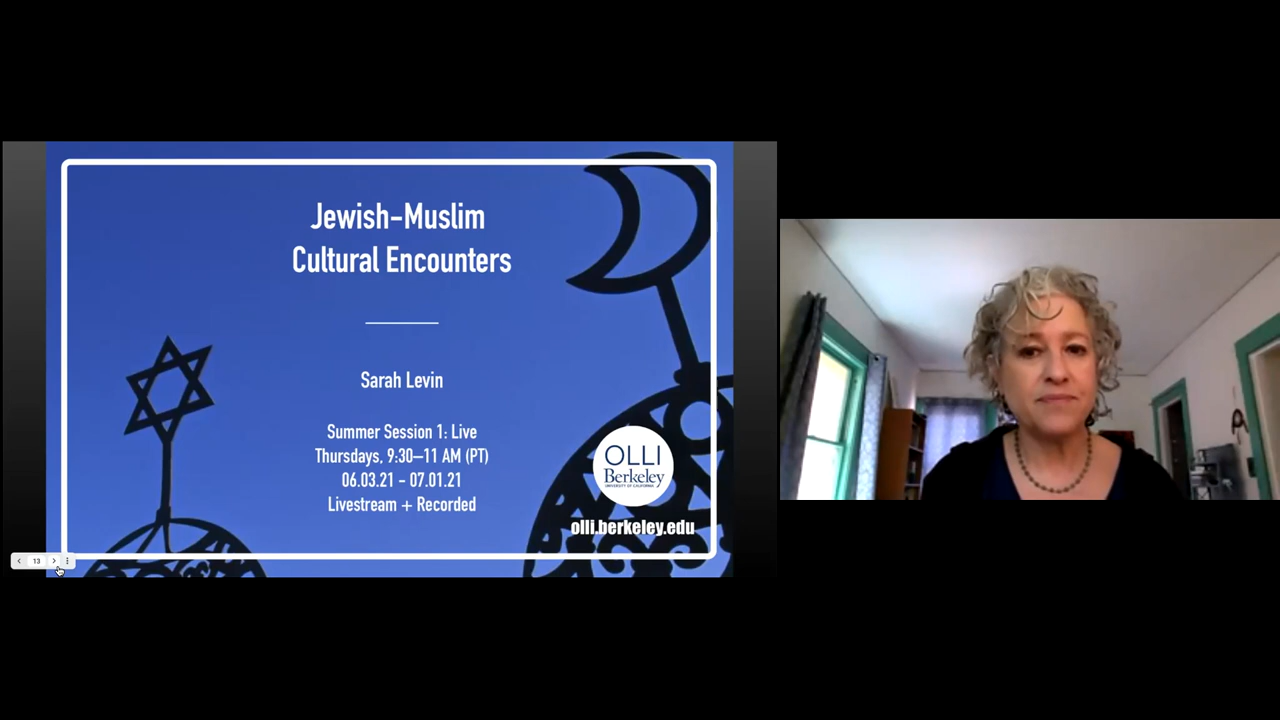 Jewish-Muslim
Cultural Encounters
Sarah Levin
Summer Session 1: Live
Thursdays, 9:30—11 AM (PT)
06.03.21 - 07.01.21
Livestream + Recorded
OLLI
Berkeley
UNIVERSITY OF CALIFORNIA
olli.berkeley.edu
13